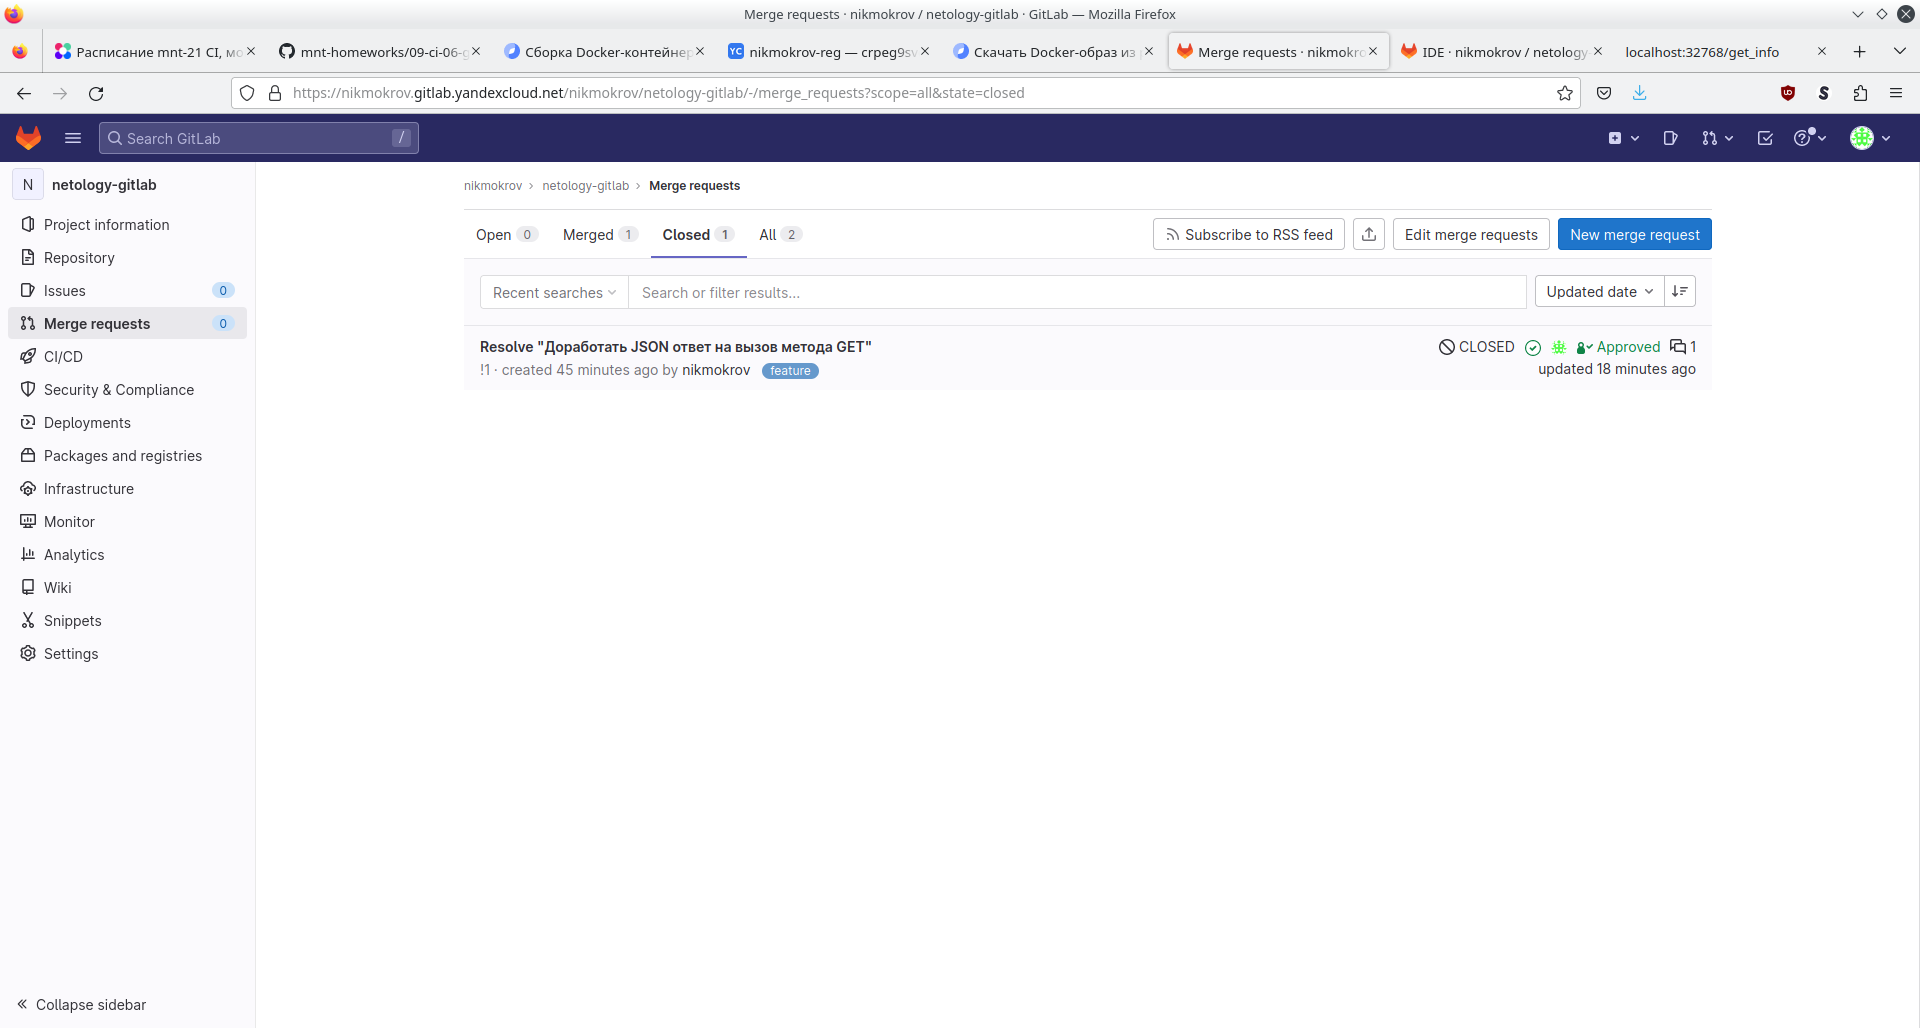 Merge requests · nikmokrov / netology-gitlab · GitLab — Mozilla Firefox
Расписание mnt-21 CI, мо
mnt-homeworks/09-ci-06-g
Сборка Docker-контейнер
YC nikmokrov-reg — crpeg9sv
Скачать Docker-образ из
Merge requests · nikmokro
IDE · nikmokrov / netology-
localhost:32768/get_info
https://nikmokrov.gitlab.yandexcloud.net/nikmokrov/netology-gitlab/-/merge_requests?scope=all&state=closed
Search GitLab /
N netology-gitlab
Project information
Repository
Issues 0
Merge requests 0
CI/CD
Security & Compliance
Deployments
Packages and registries
Infrastructure
Monitor
Analytics
Wiki
Snippets
Settings
Collapse sidebar
nikmokrov › netology-gitlab › Merge requests
Open 0 Merged 1 Closed 1 All 2
Subscribe to RSS feed Edit merge requests New merge request
Recent searches Search or filter results... Updated date
Resolve "Доработать JSON ответ на вызов метода GET" CLOSED Approved 1
!1 · created 45 minutes ago by nikmokrov feature updated 18 minutes ago